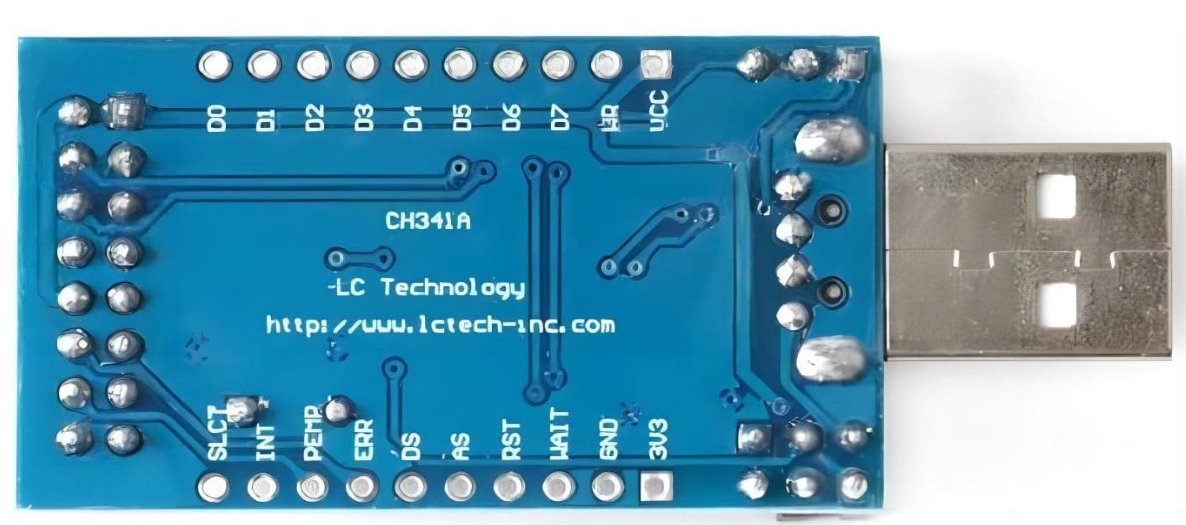 D0 D1 D2 D3 D4 D5 D6 D7 WR VCC
CH341A
LC Technology
http://www.lctech-inc.com
SLCT INT PEMP ERR DS AS RST WAIT GND 3V3